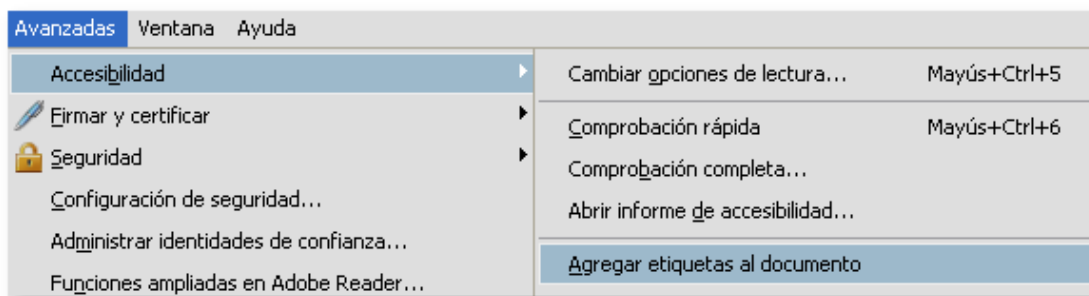 Avanzadas Ventana Ayuda
Accesibilidad
Firmar y certificar
Seguridad
Configuración de seguridad...
Administrar identidades de confianza...
Funciones ampliadas en Adobe Reader...
Cambiar opciones de lectura... Mayús+Ctrl+5
Comprobación rápida Mayús+Ctrl+6
Comprobación completa...
Abrir informe de accesibilidad...
Agregar etiquetas al documento